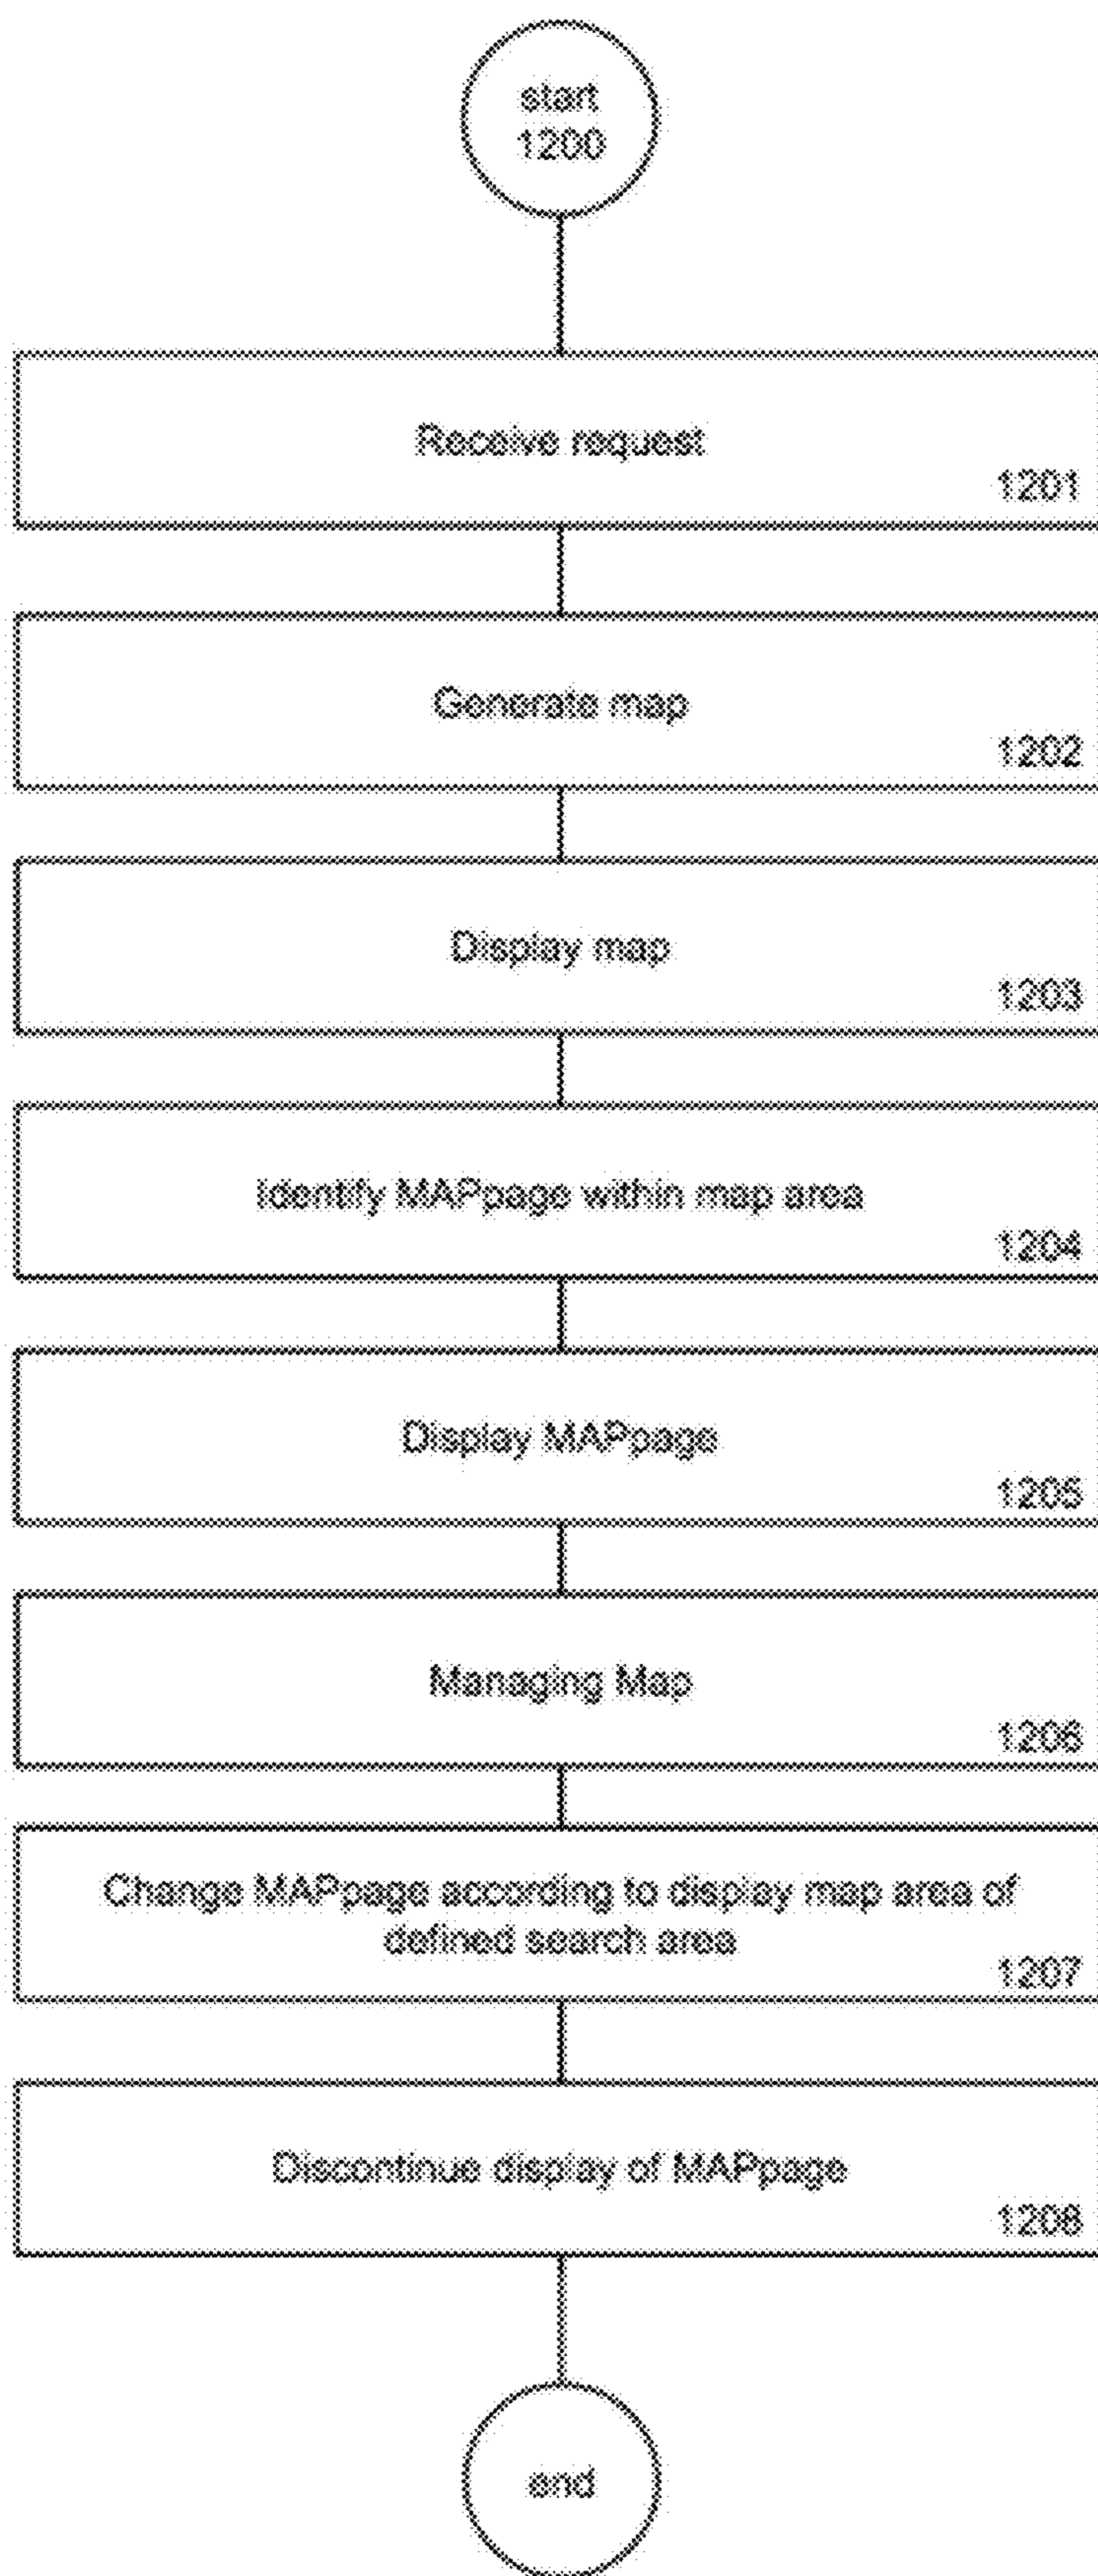 start
1200
Receive request
1201
Generate map
1202
Display map
1203
Identify MAPpage within map area
1204
Display MAPpage
1205
Managing Map
1206
Change MAPpage according to display map area of
defined search area
1207
Discontinue display of MAPpage
1208
end